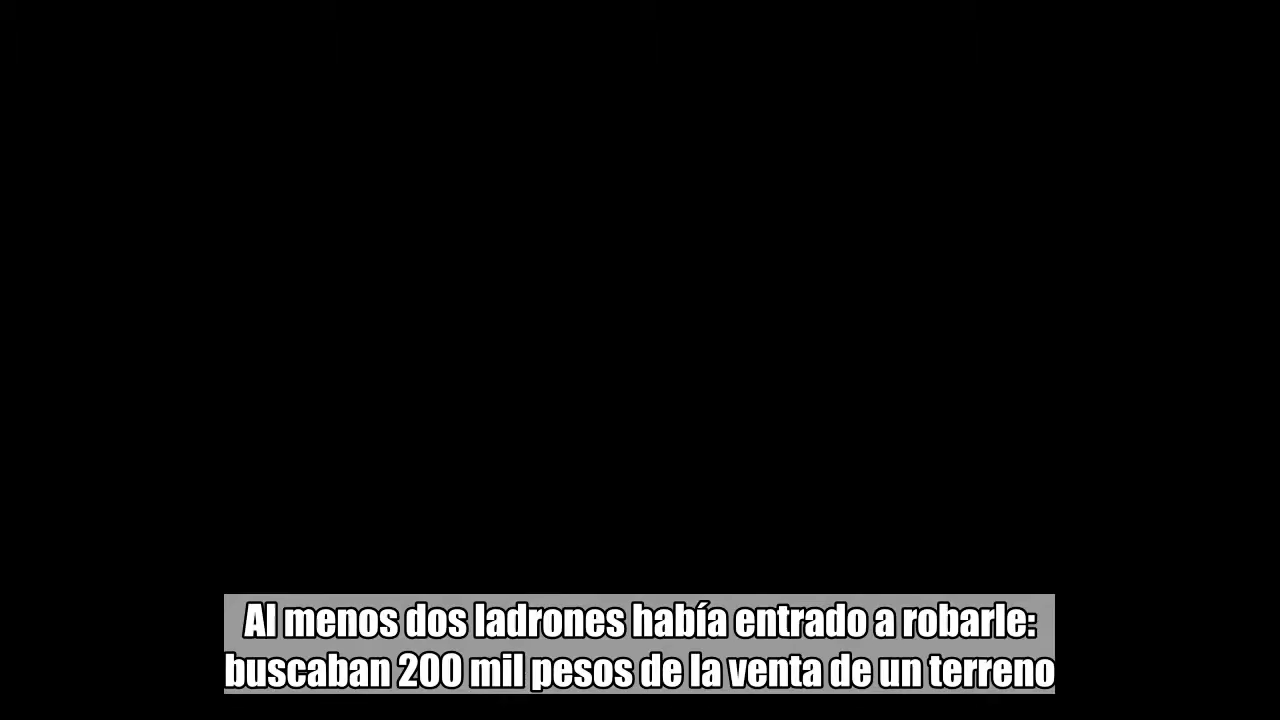 Al menos dos ladrones había entrado a robarle:
buscaban 200 mil pesos de la venta de un terreno